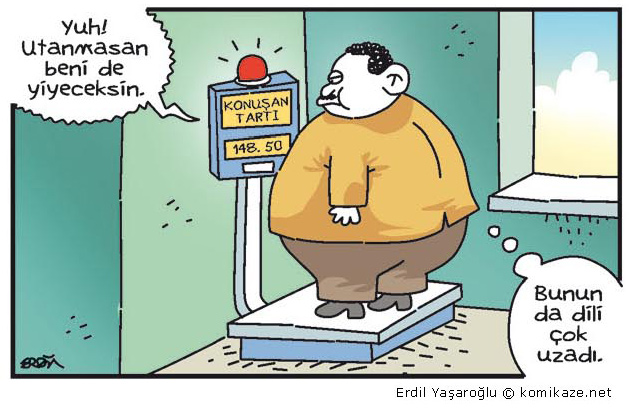 Yuh!
Utanmasan
beni de
yiyeceksin.
KONUŞAN
TARTI
148.50
Bunun
da dili
çok
uzadı.
ERDİL
Erdil Yaşaroğlu © komikaze.net